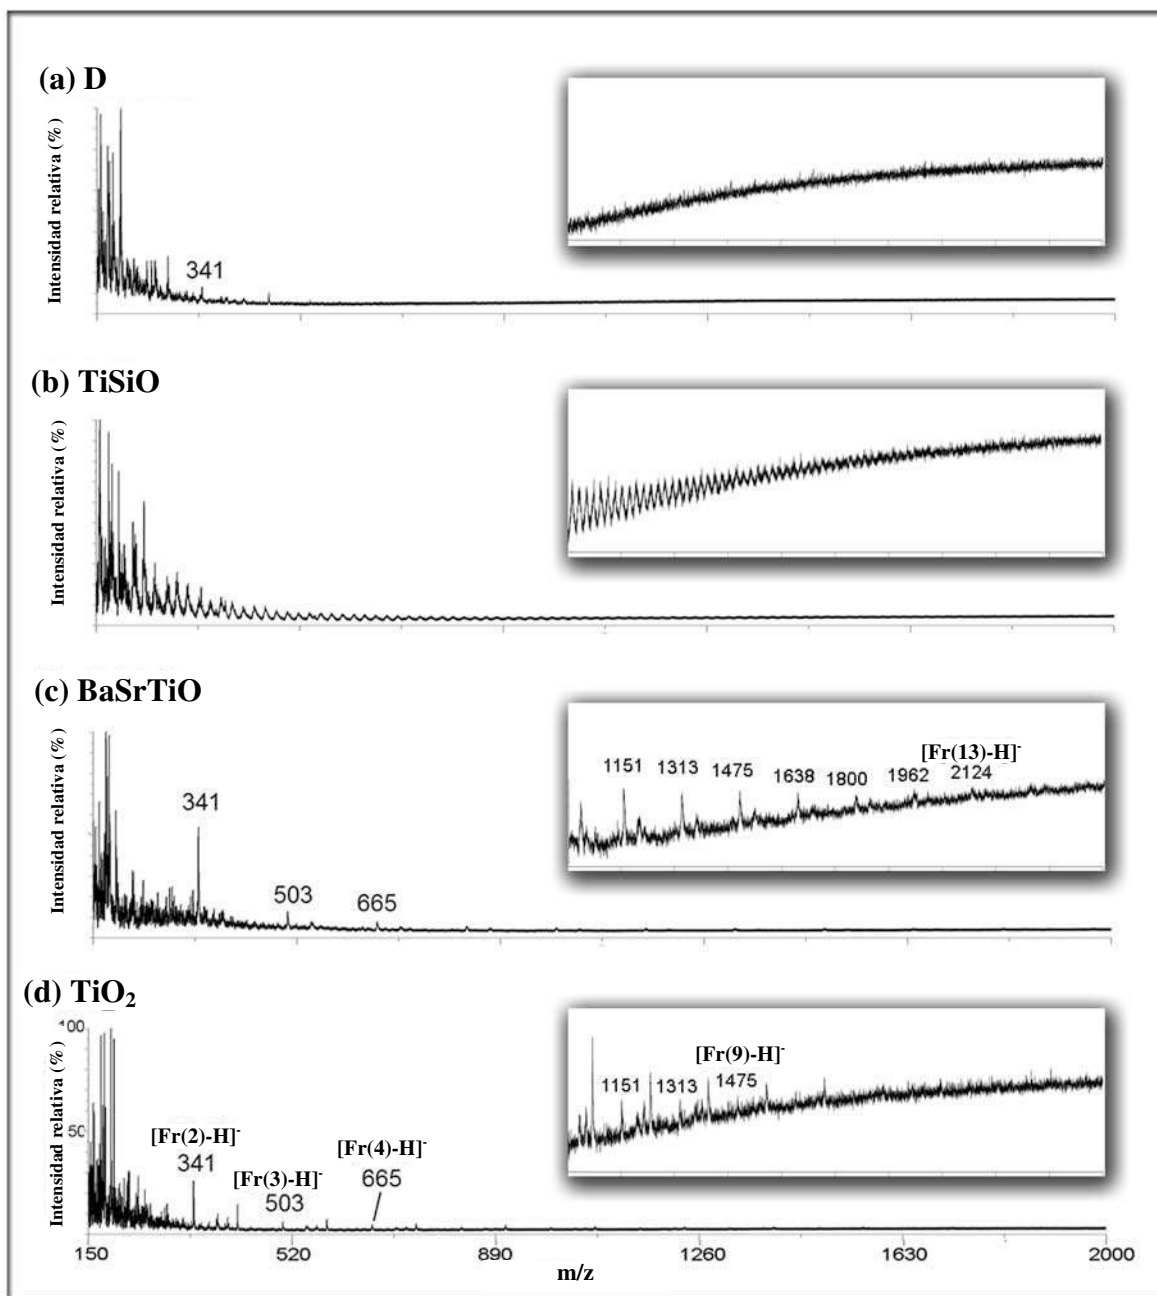 (a) D
Intensidad relativa (%)
341
(b) TiSiO
Intensidad relativa (%)
(c) BaSrTiO
Intensidad relativa (%)
341
503
665
1151 1313 1475 1638 1800 1962 2124
[Fr(13)-H]⁻
(d) TiO₂
Intensidad relativa (%)
100
50
[Fr(2)-H]⁻
341
[Fr(3)-H]⁻
503
[Fr(4)-H]⁻
665
[Fr(9)-H]⁻
1151 1313 1475
150 520 890 1260 1630 2000
m/z